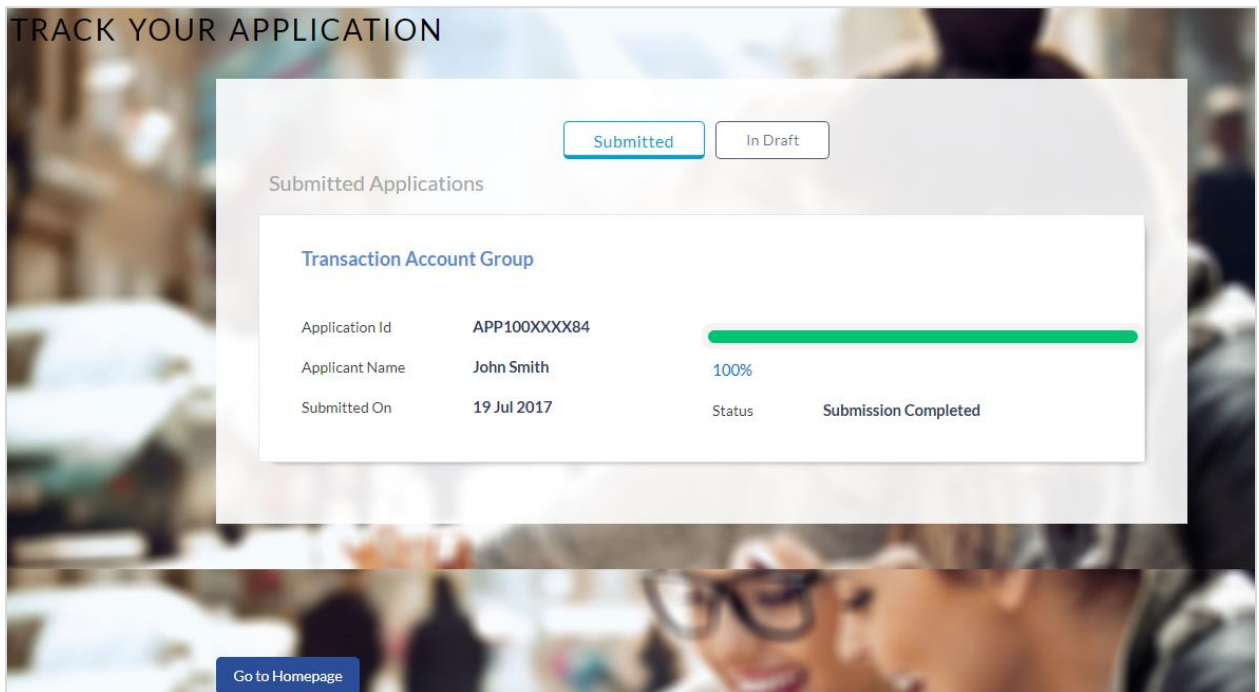 TRACK YOUR APPLICATION
Submitted
In Draft
Submitted Applications
Transaction Account Group
Application Id APP100XXXX84
Applicant Name John Smith
100%
Submitted On 19 Jul 2017
Status Submission Completed
Go to Homepage